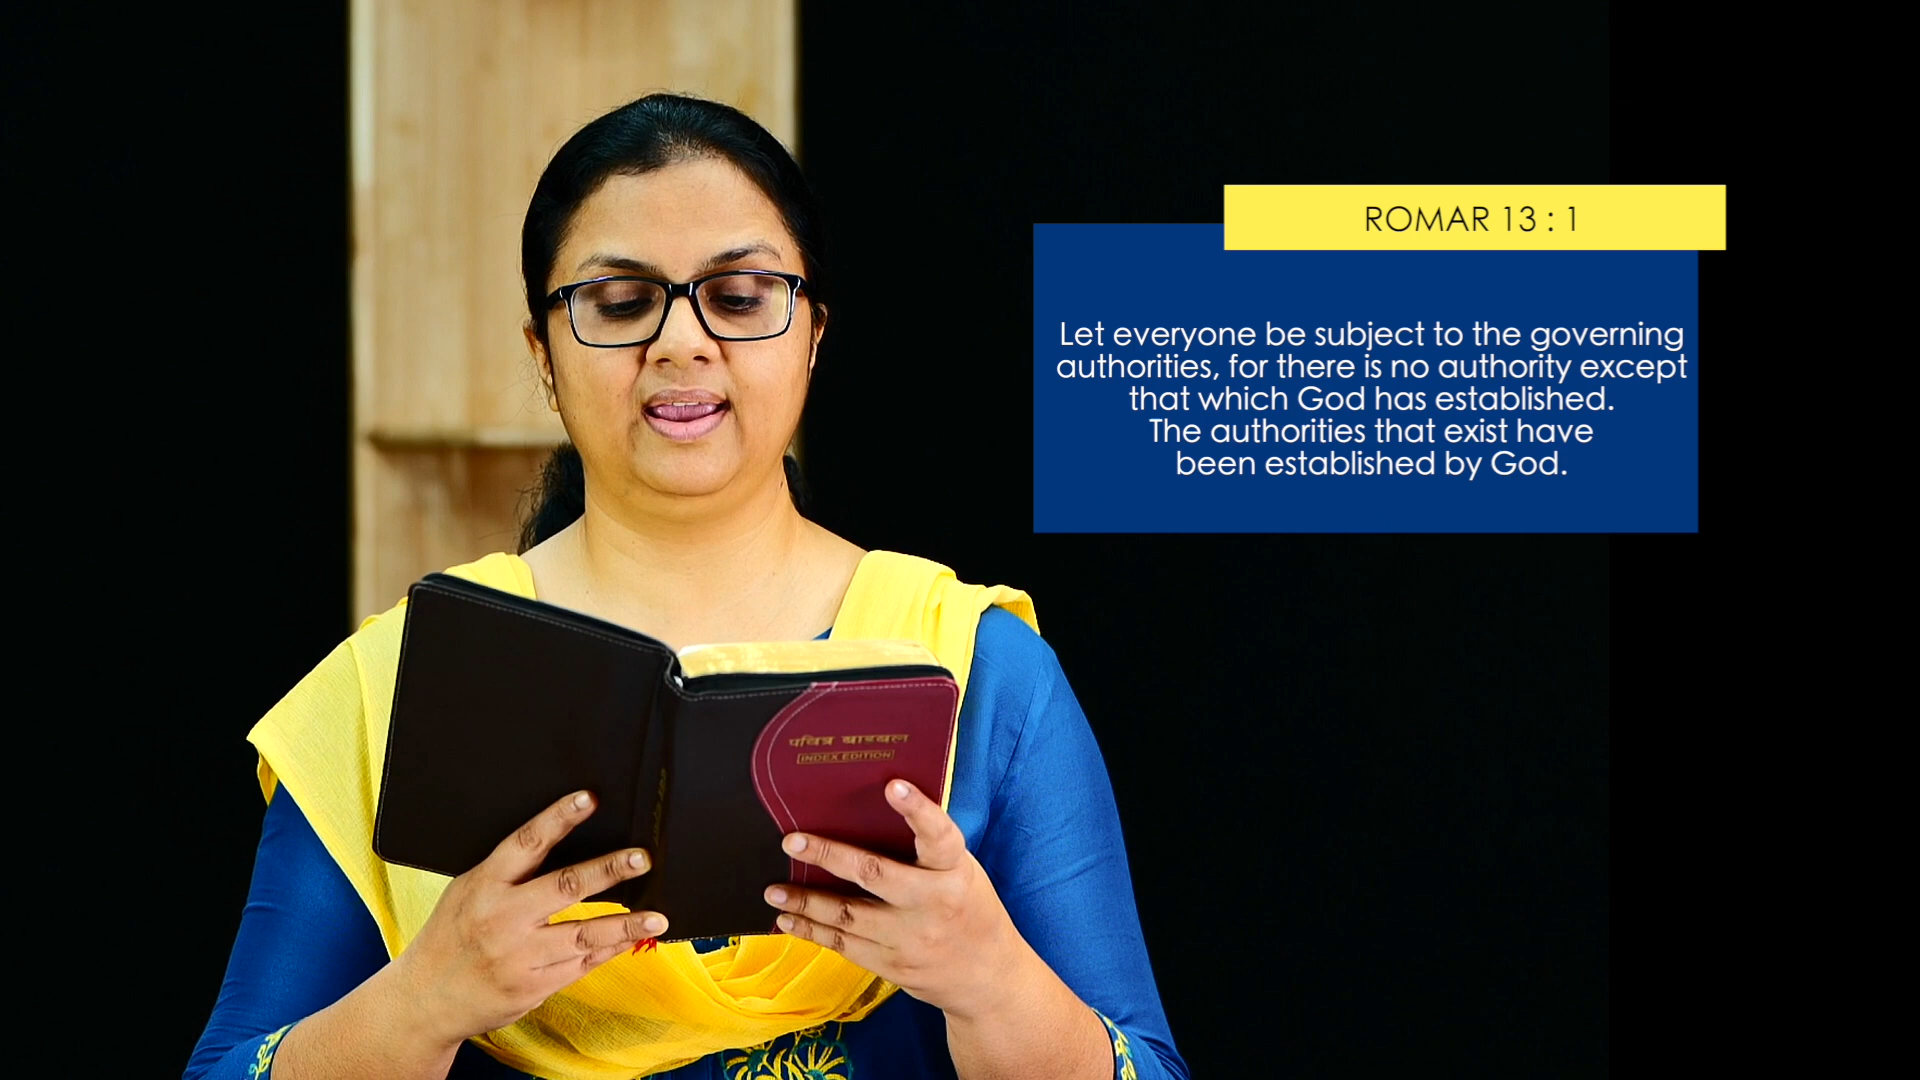 ROMAR 13 : 1
Let everyone be subject to the governing
authorities, for there is no authority except
that which God has established.
The authorities that exist have
been established by God.
पवित्र बाइबल
INDEX EDITION